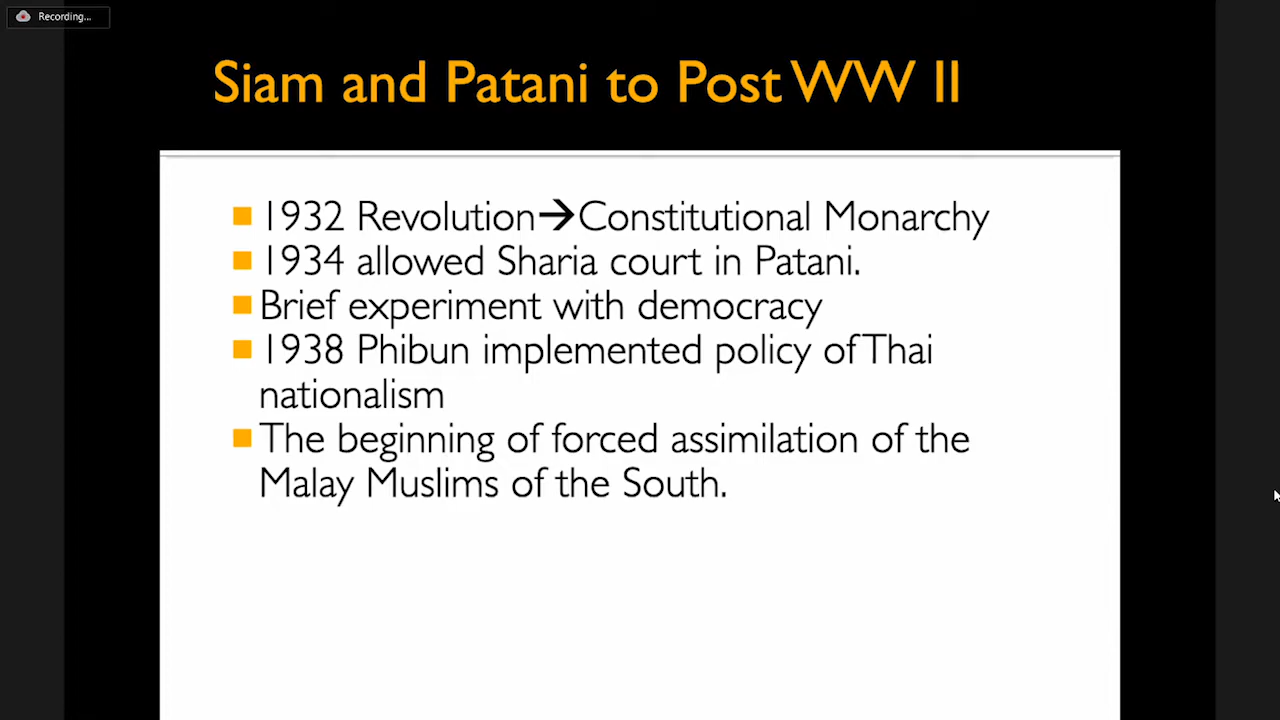 Recording...
Siam and Patani to Post WW II
■ 1932 Revolution→Constitutional Monarchy
■ 1934 allowed Sharia court in Patani.
■ Brief experiment with democracy
■ 1938 Phibun implemented policy of Thai
nationalism
■ The beginning of forced assimilation of the
Malay Muslims of the South.